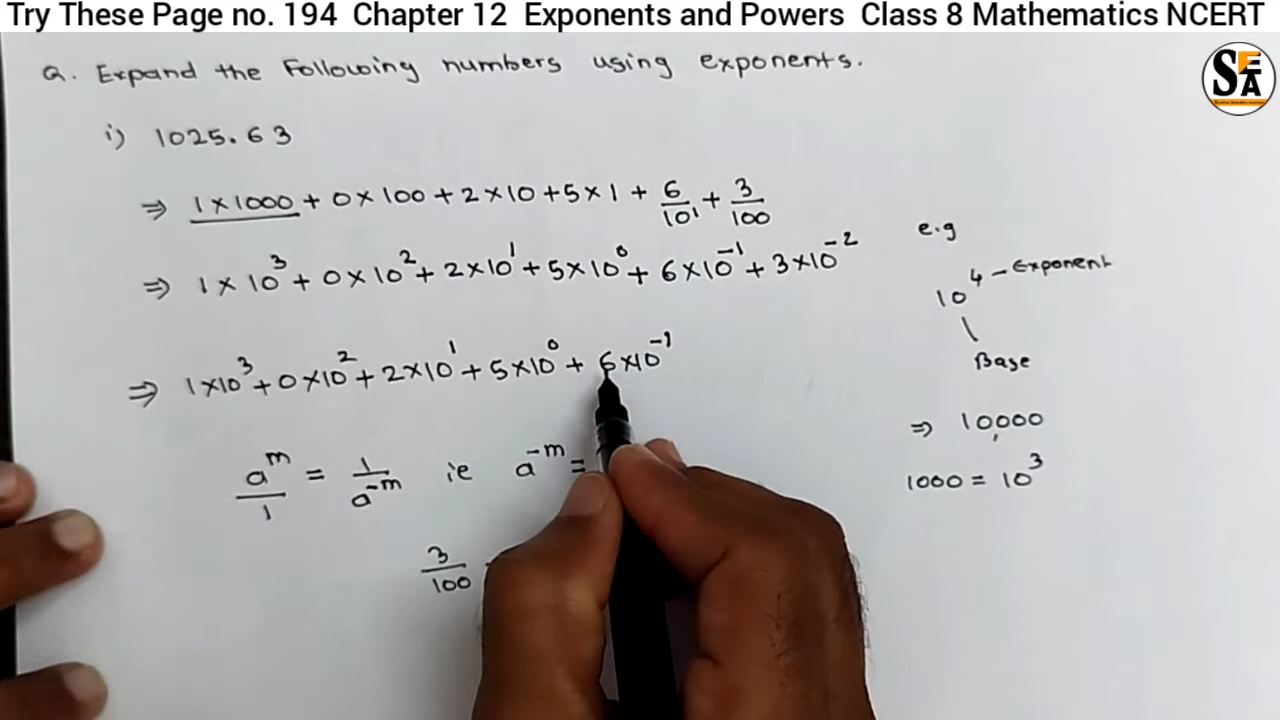 Try These Page no. 194 Chapter 12 Exponents and Powers Class 8 Mathematics NCERT
SEA
Q. Expand the following numbers using exponents.
i) 1025.63
⇒ 1 × 1000 + 0 × 100 + 2 × 10 + 5 × 1 + 6/10¹ + 3/100
⇒ 1 × 10³ + 0 × 10² + 2 × 10¹ + 5 × 10⁰ + 6 × 10⁻¹ + 3 × 10⁻²
⇒ 1 × 10³ + 0 × 10² + 2 × 10¹ + 5 × 10⁰ + 6 × 10⁻¹
aᵐ/1 = 1/a⁻ᵐ ie a⁻ᵐ =
3/100
e.g
10⁴ – Exponent
Base
⇒ 10,000
1000 = 10³